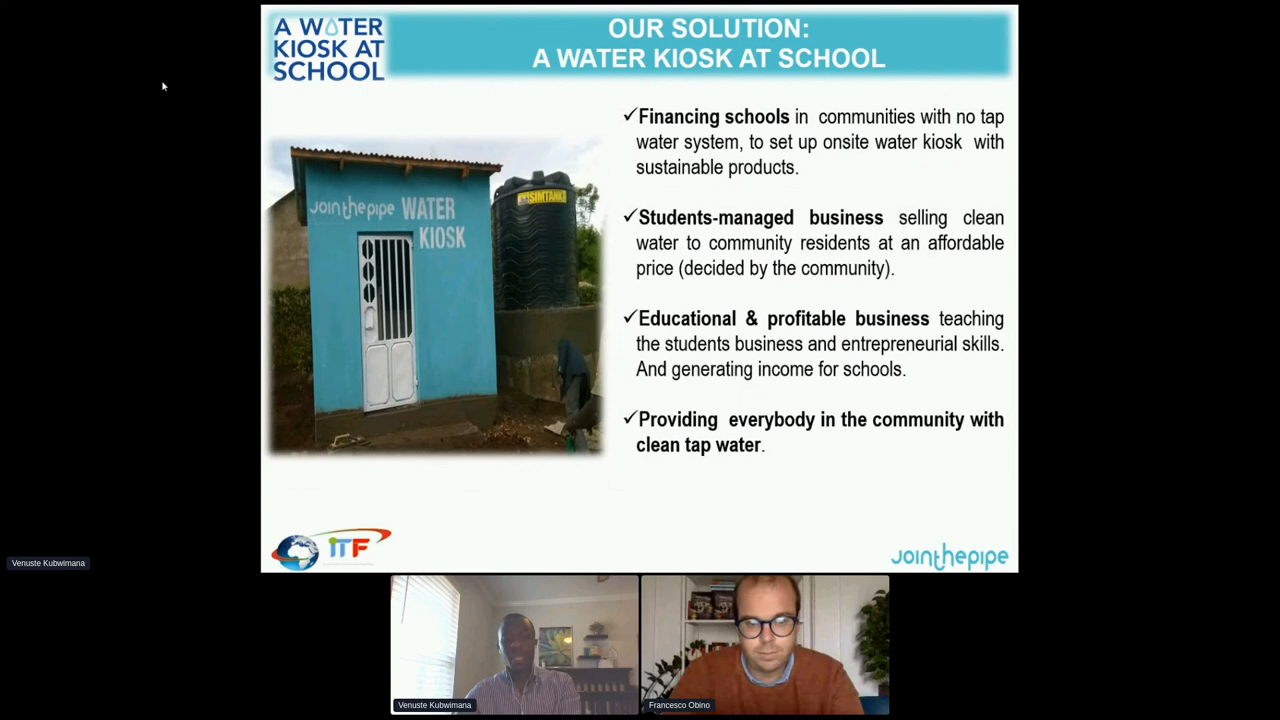 A WATER
KIOSK AT
SCHOOL
OUR SOLUTION:
A WATER KIOSK AT SCHOOL
jointhepipe WATER
KIOSK
SIMTANK
✓Financing schools in communities with no tap
water system, to set up onsite water kiosk with
sustainable products.
✓Students-managed business selling clean
water to community residents at an affordable
price (decided by the community).
✓Educational & profitable business teaching
the students business and entrepreneurial skills.
And generating income for schools.
✓Providing everybody in the community with
clean tap water.
iTF
jointhepipe
Venuste Kubwimana
Venuste Kubwimana
Francesco Obino